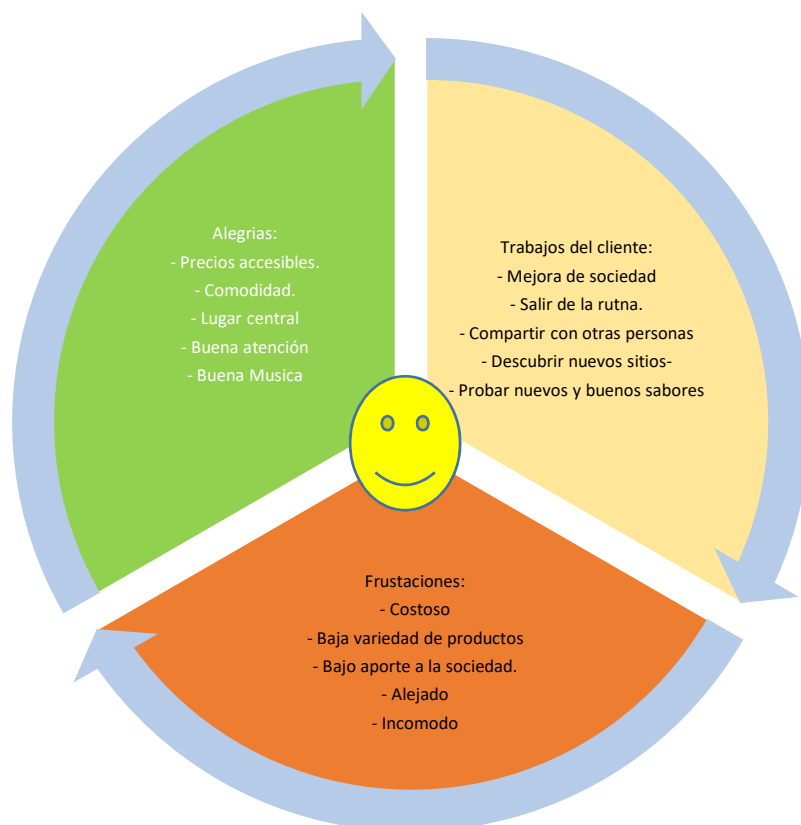 Alegrias:
- Precios accesibles.
- Comodidad.
- Lugar central
- Buena atención
- Buena Musica
Trabajos del cliente:
- Mejora de sociedad
- Salir de la rutna.
- Compartir con otras personas
- Descubrir nuevos sitios-
- Probar nuevos y buenos sabores
Frustaciones:
- Costoso
- Baja variedad de productos
- Bajo aporte a la sociedad.
- Alejado
- Incomodo